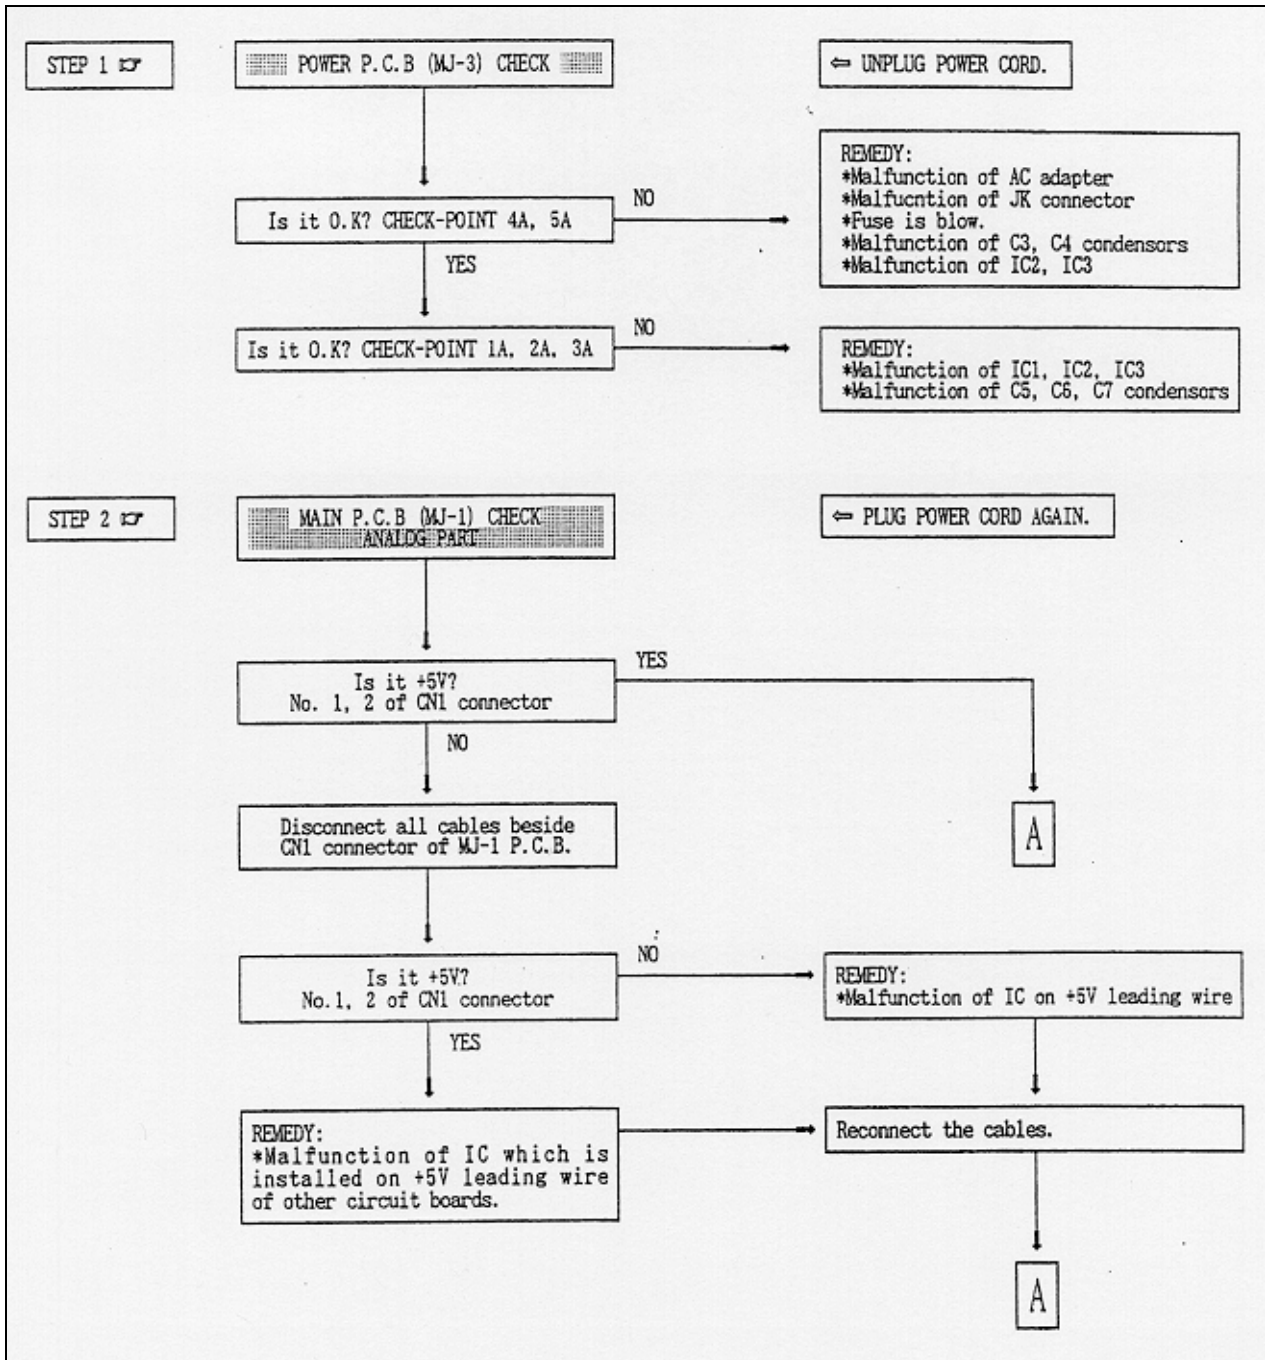 STEP 1 ☞
POWER P.C.B (MJ-3) CHECK
⇦ UNPLUG POWER CORD.
REMEDY:
*Malfunction of AC adapter
*Malfucntion of JK connector
*Fuse is blow.
*Malfunction of C3, C4 condensors
*Malfunction of IC2, IC3
NO
Is it O.K? CHECK-POINT 4A, 5A
YES
NO
Is it O.K? CHECK-POINT 1A, 2A, 3A
REMEDY:
*Malfunction of IC1, IC2, IC3
*Malfunction of C5, C6, C7 condensors
STEP 2 ☞
MAIN P.C.B (MJ-1) CHECK
ANALOG PART
⇦ PLUG POWER CORD AGAIN.
YES
Is it +5V?
No. 1, 2 of CN1 connector
NO
Disconnect all cables beside
CN1 connector of MJ-1 P.C.B.
A
NO
Is it +5V?
No.1, 2 of CN1 connector
REMEDY:
*Malfunction of IC on +5V leading wire
YES
REMEDY:
*Malfunction of IC which is
installed on +5V leading wire
of other circuit boards.
Reconnect the cables.
A